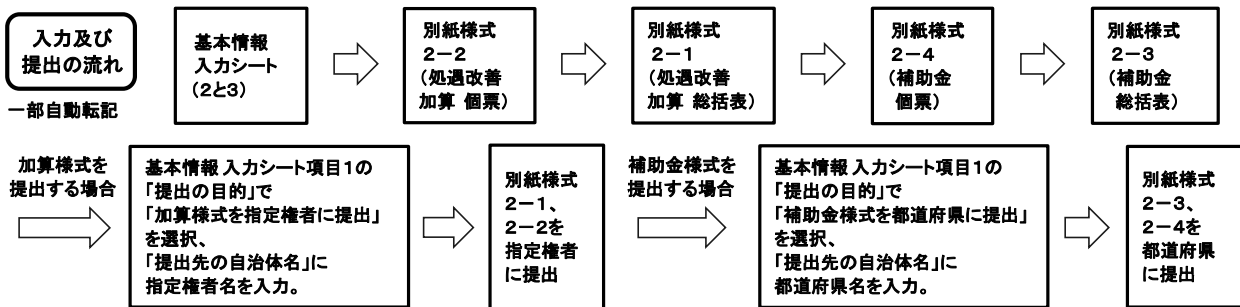 入力及び
提出の流れ
一部自動転記
基本情報
入力シート
(2と3)
別紙様式
2－2
(処遇改善
加算 個票)
別紙様式
2－1
(処遇改善
加算 総括表)
別紙様式
2－4
(補助金
個票)
別紙様式
2－3
(補助金
総括表)
加算様式を
提出する場合
基本情報 入力シート項目1の
「提出の目的」で
「加算様式を指定権者に提出」
を選択、
「提出先の自治体名」に
指定権者名を入力。
別紙様式
2－1、
2－2を
指定権者
に提出
補助金様式を
提出する場合
基本情報 入力シート項目1の
「提出の目的」で
「補助金様式を都道府県に提出」
を選択、
「提出先の自治体名」に
都道府県名を入力。
別紙様式
2－3、
2－4を
都道府県
に提出